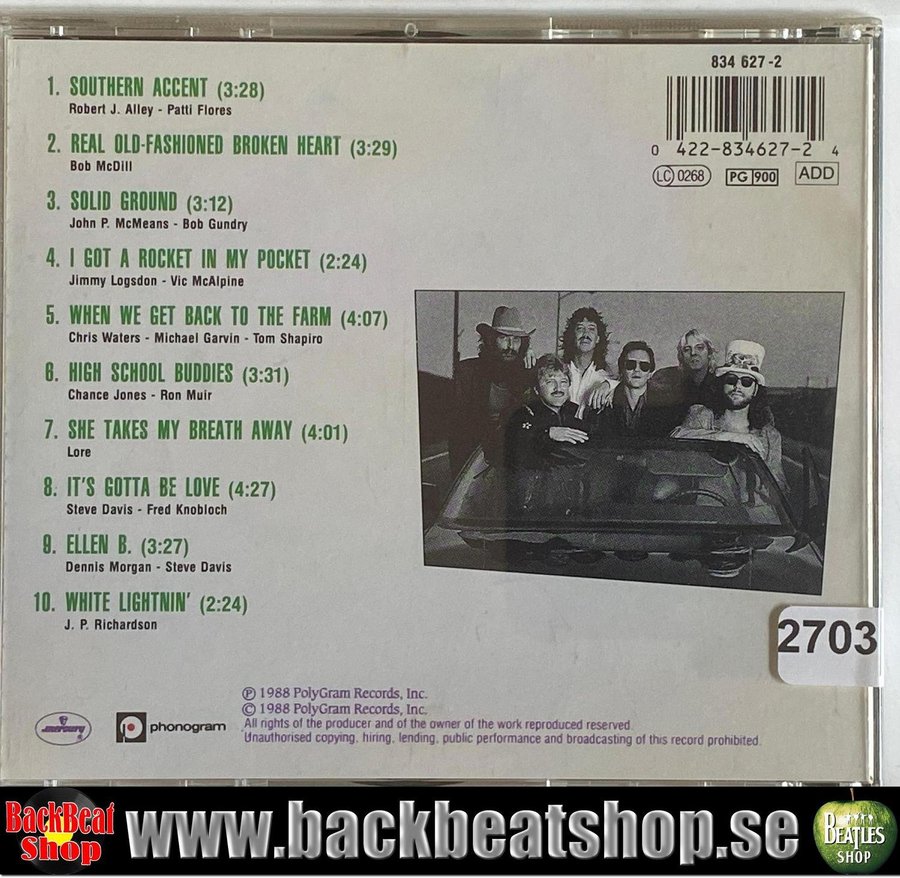 1. SOUTHERN ACCENT (3:28)
Robert J. Alley - Patti Flores
2. REAL OLD-FASHIONED BROKEN HEART (3:29)
Bob McDill
3. SOLID GROUND (3:12)
John P. McMeans - Bob Gundry
4. I GOT A ROCKET IN MY POCKET (2:24)
Jimmy Logsdon - Vic McAlpine
5. WHEN WE GET BACK TO THE FARM (4:07)
Chris Waters - Michael Garvin - Tom Shapiro
6. HIGH SCHOOL BUDDIES (3:31)
Chance Jones - Ron Muir
7. SHE TAKES MY BREATH AWAY (4:01)
Lore
8. IT'S GOTTA BE LOVE (4:27)
Steve Davis - Fred Knobloch
9. ELLEN B. (3:27)
Dennis Morgan - Steve Davis
10. WHITE LIGHTNIN' (2:24)
J. P. Richardson
834 627-2
0 422-834627-2 4
LC 0268 PG 900 ADD
2703
mercury
phonogram
℗ 1988 PolyGram Records, Inc.
© 1988 PolyGram Records, Inc.
All rights of the producer and of the owner of the work reproduced reserved.
Unauthorised copying, hiring, lending, public performance and broadcasting of this record prohibited.
BackBeat
Shop
www.backbeatshop.se
BEATLES
SHOP